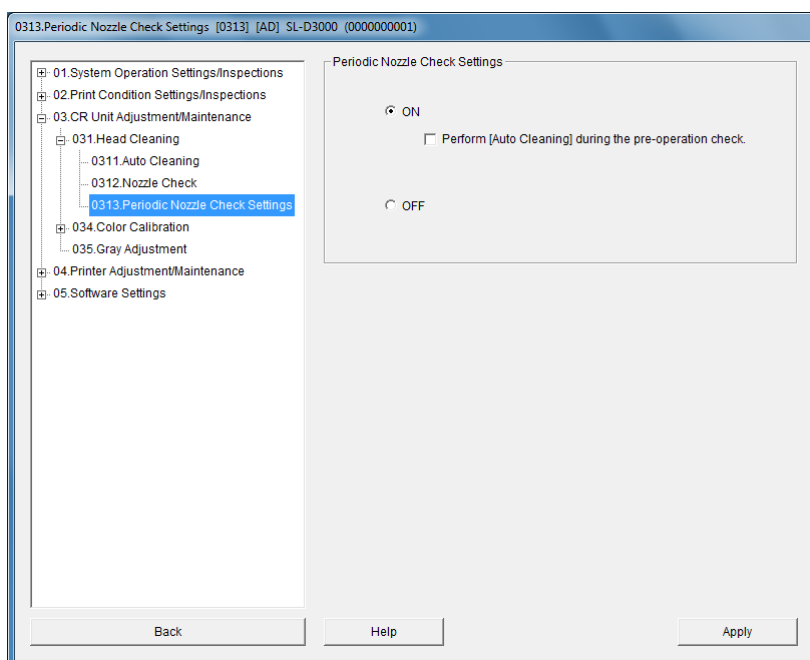 0313.Periodic Nozzle Check Settings [0313] [AD] SL-D3000 (0000000001)
01.System Operation Settings/Inspections
02.Print Condition Settings/Inspections
03.CR Unit Adjustment/Maintenance
031.Head Cleaning
0311.Auto Cleaning
0312.Nozzle Check
0313.Periodic Nozzle Check Settings
034.Color Calibration
035.Gray Adjustment
04.Printer Adjustment/Maintenance
05.Software Settings
Periodic Nozzle Check Settings
ON
Perform [Auto Cleaning] during the pre-operation check.
OFF
Back
Help
Apply